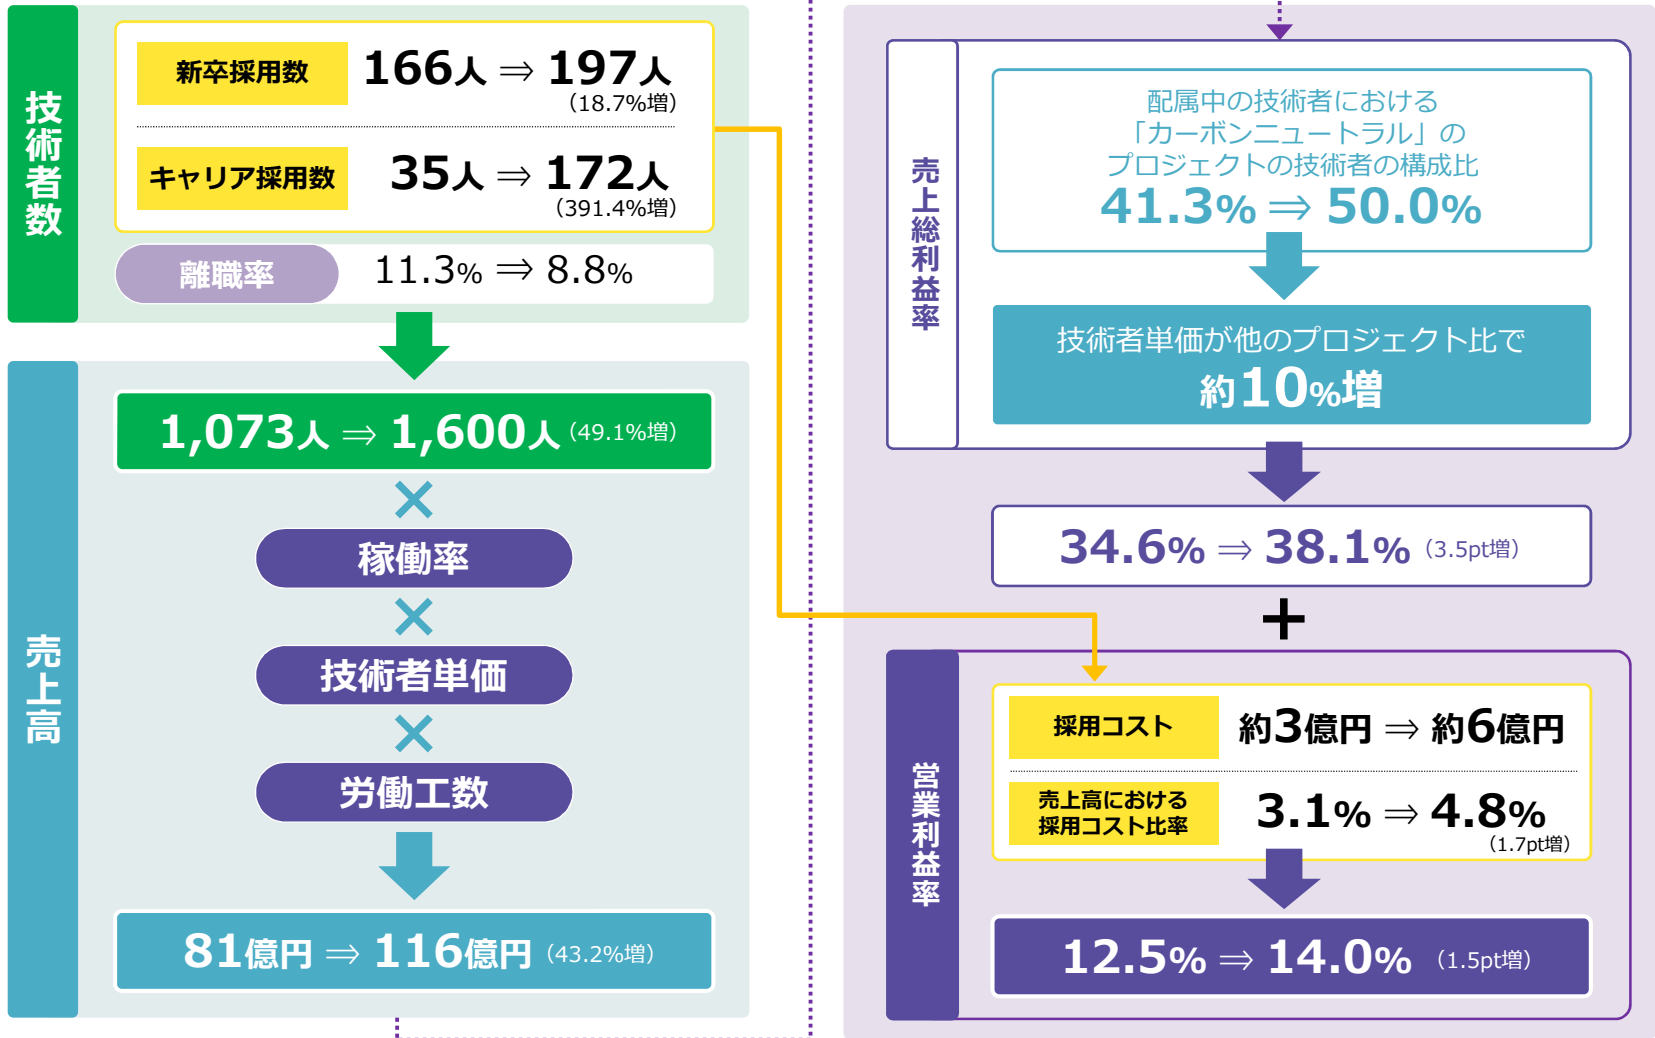 技術者数
新卒採用数
166人 ⇒ 197人
（18.7%増）
キャリア採用数
35人 ⇒ 172人
（391.4%増）
離職率
11.3% ⇒ 8.8%
売上高
1,073人 ⇒ 1,600人（49.1%増）
×
稼働率
×
技術者単価
×
労働工数
81億円 ⇒ 116億円（43.2%増）
売上総利益率
配属中の技術者における
「カーボンニュートラル」の
プロジェクトの技術者の構成比
41.3% ⇒ 50.0%
技術者単価が他のプロジェクト比で
約10%増
34.6% ⇒ 38.1%（3.5pt増）
+
営業利益率
採用コスト
約3億円 ⇒ 約6億円
売上高における
採用コスト比率
3.1% ⇒ 4.8%
（1.7pt増）
12.5% ⇒ 14.0%（1.5pt増）